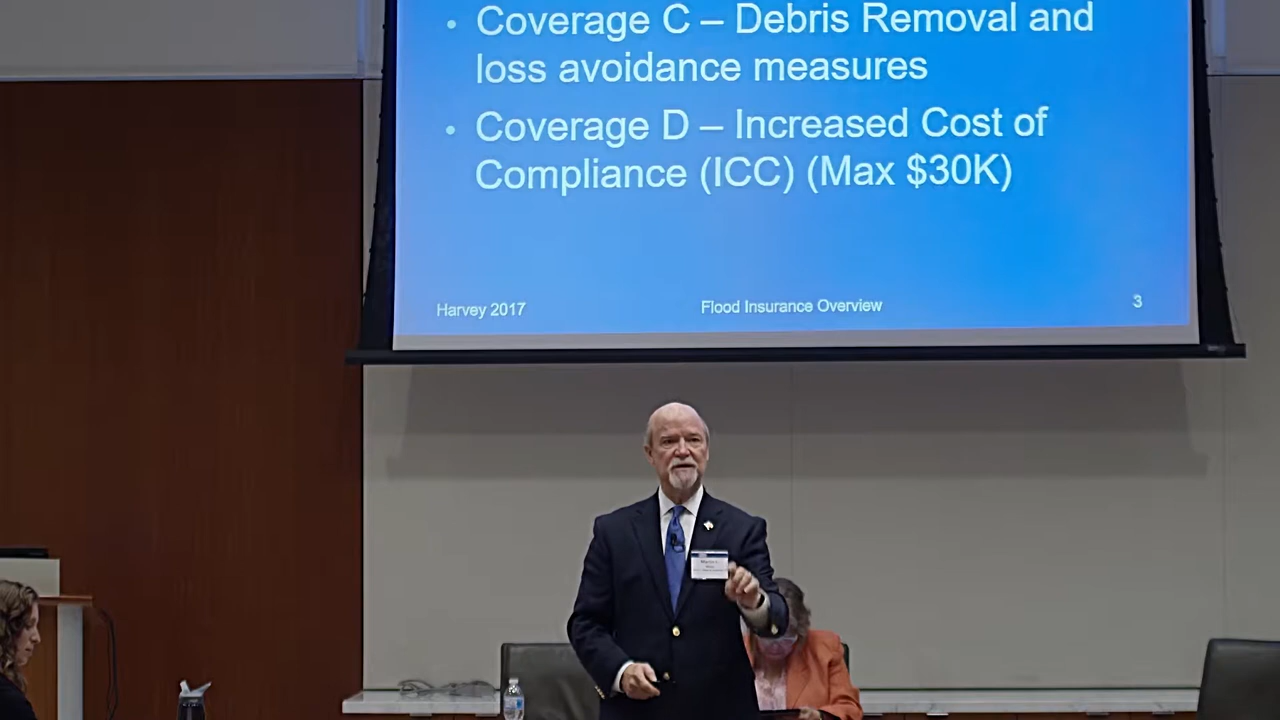 • Coverage C – Debris Removal and
loss avoidance measures
• Coverage D – Increased Cost of
Compliance (ICC) (Max $30K)
Harvey 2017
Flood Insurance Overview
3